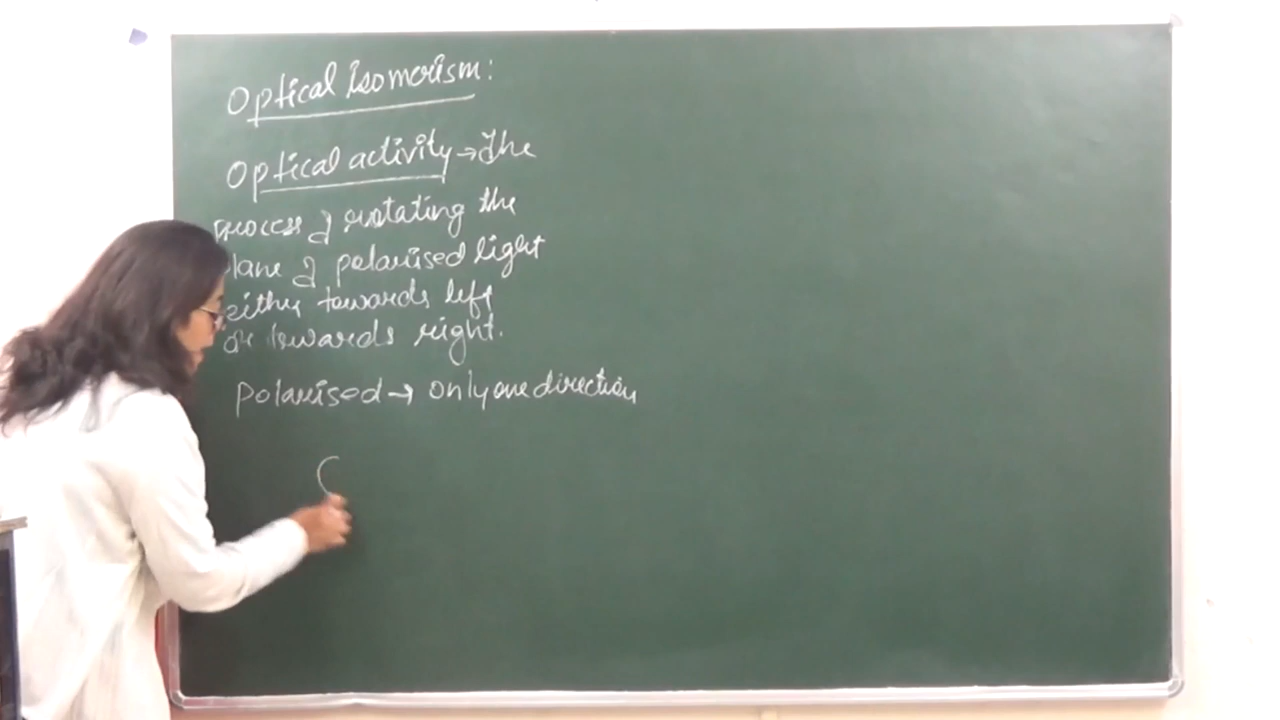 Optical isomerism:
Optical activity → The
process of rotating the
plane of polarised light
either towards left
or towards right.
Polarised → only one direction
C